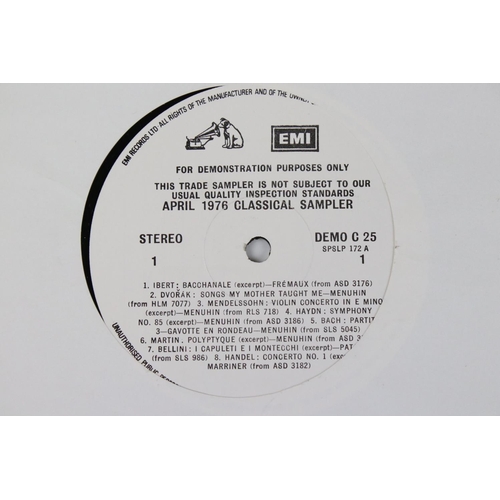 EMI RECORDS LTD ALL RIGHTS OF THE MANUFACTURER AND OF THE
EMI
FOR DEMONSTRATION PURPOSES ONLY
THIS TRADE SAMPLER IS NOT SUBJECT TO OUR
USUAL QUALITY INSPECTION STANDARDS
APRIL 1976 CLASSICAL SAMPLER
STEREO DEMO C 25
SPSLP 172 A
1 1
1. IBERT: BACCHANALE (excerpt)—FRÉMAUX (from ASD 3176)
2. DVOŘÁK: SONGS MY MOTHER TAUGHT ME—MENUHIN
(from HLM 7077) 3. MENDELSSOHN: VIOLIN CONCERTO IN E MINO
(excerpt)—MENUHIN (from RLS 718) 4. HAYDN: SYMPHONY
NO. 85 (excerpt)—MENUHIN (from ASD 3186) 5. BACH: PARTIT
3—GAVOTTE EN RONDEAU—MENUHIN (from SLS 5045)
6. MARTIN: POLYPTYQUE (excerpt)—MENUHIN (from ASD 3
7. BELLINI: I CAPULETI E I MONTECCHI (excerpt)—PAT
(from SLS 986) 8. HANDEL: CONCERTO NO. 1 (excerpt)
MARRINER (from ASD 3182)
UNAUTHORISED PUBLIC